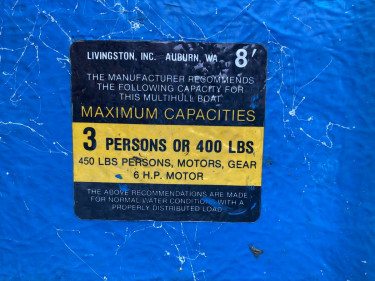 LIVINGSTON, INC. AUBURN, WA 8'
THE MANUFACTURER RECOMMENDS
THE FOLLOWING CAPACITY FOR
THIS MULTIHULL BOAT
MAXIMUM CAPACITIES
3 PERSONS OR 400 LBS
450 LBS PERSONS, MOTORS, GEAR
6 H.P. MOTOR
THE ABOVE RECOMMENDATIONS ARE MADE
FOR NORMAL WATER CONDITIONS WITH A
PROPERLY DISTRIBUTED LOAD